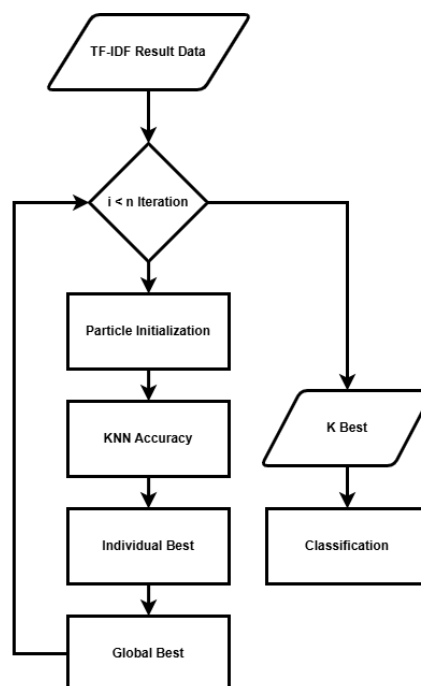 TF-IDF Result Data
i < n Iteration
Particle Initialization
KNN Accuracy
K Best
Individual Best
Classification
Global Best